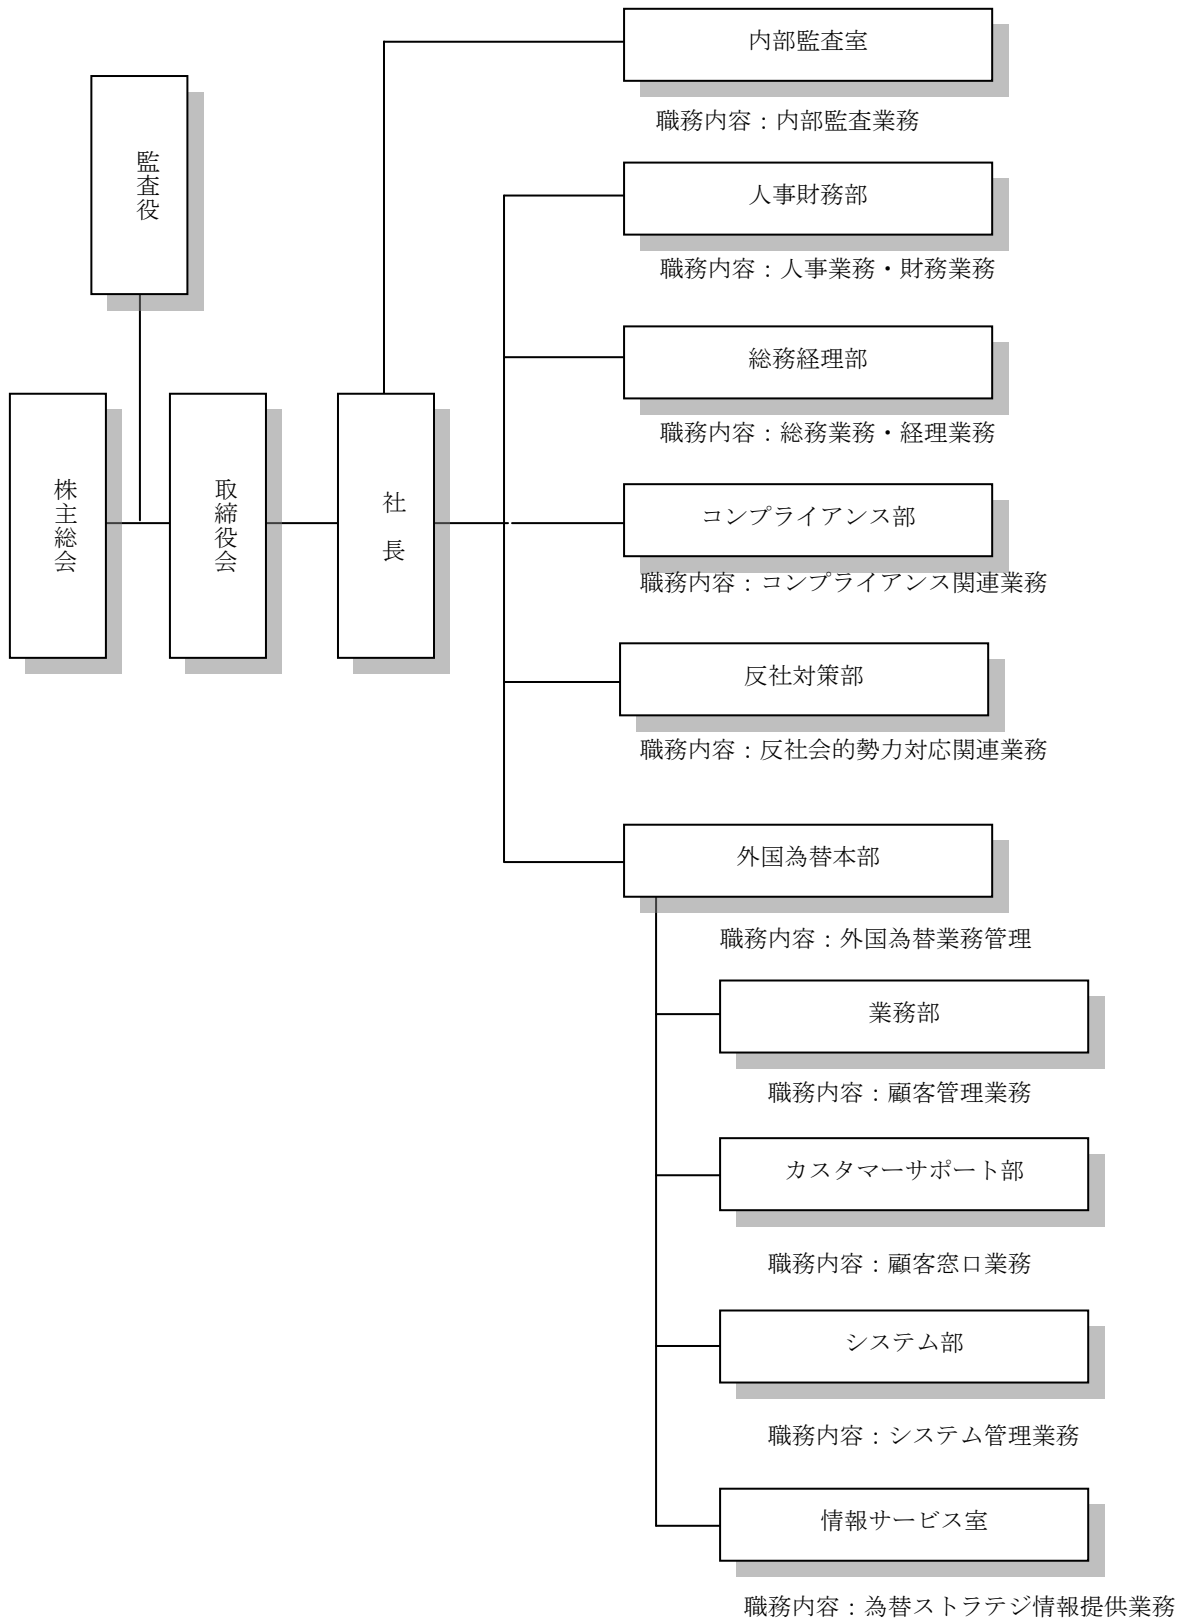 内部監査室
職務内容：内部監査業務
監査役
人事財務部
職務内容：人事業務・財務業務
総務経理部
職務内容：総務業務・経理業務
株主総会
取締役会
社長
コンプライアンス部
職務内容：コンプライアンス関連業務
反社対策部
職務内容：反社会的勢力対応関連業務
外国為替本部
職務内容：外国為替業務管理
業務部
職務内容：顧客管理業務
カスタマーサポート部
職務内容：顧客窓口業務
システム部
職務内容：システム管理業務
情報サービス室
職務内容：為替ストラテジ情報提供業務